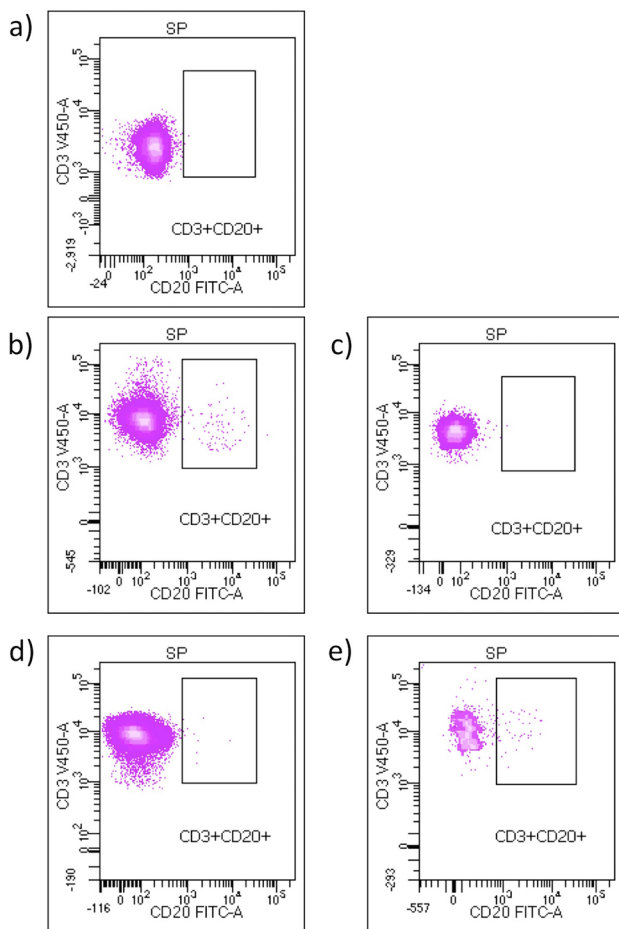 a)
SP
CD3 V450-A
10^5
10^4
10^3
0
-10^3
-2,919
CD3+CD20+
-24 0 10^2 10^3 10^4 10^5
CD20 FITC-A
b)
SP
CD3 V450-A
10^5
10^4
10^3
0
-545
CD3+CD20+
-102 0 10^2 10^3 10^4 10^5
CD20 FITC-A
c)
SP
CD3 V450-A
10^5
10^4
10^3
0
-329
CD3+CD20+
-134 0 10^2 10^3 10^4 10^5
CD20 FITC-A
d)
SP
CD3 V450-A
10^5
10^4
10^3
10^2
0
-190
CD3+CD20+
-116 0 10^2 10^3 10^4 10^5
CD20 FITC-A
e)
SP
CD3 V450-A
10^5
10^4
10^3
0
-293
CD3+CD20+
-557 0 10^3 10^4 10^5
CD20 FITC-A